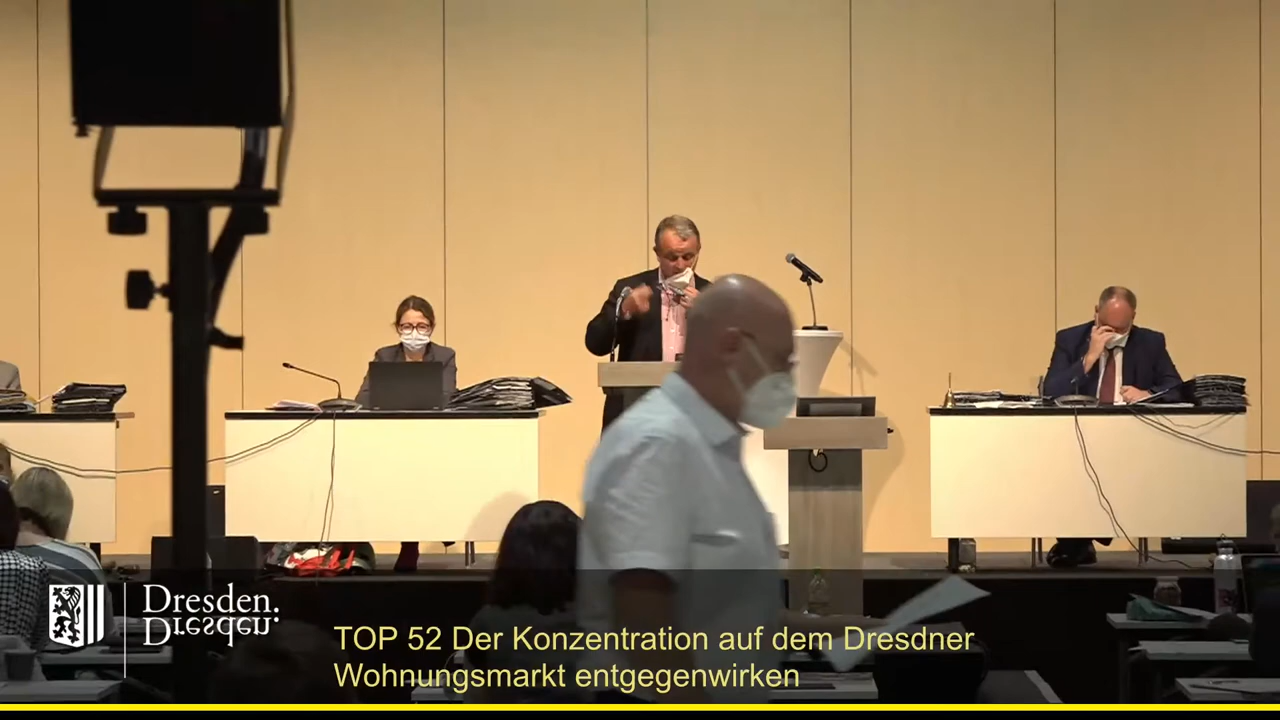 Dresden.
Dresden.
TOP 52 Der Konzentration auf dem Dresdner
Wohnungsmarkt entgegenwirken